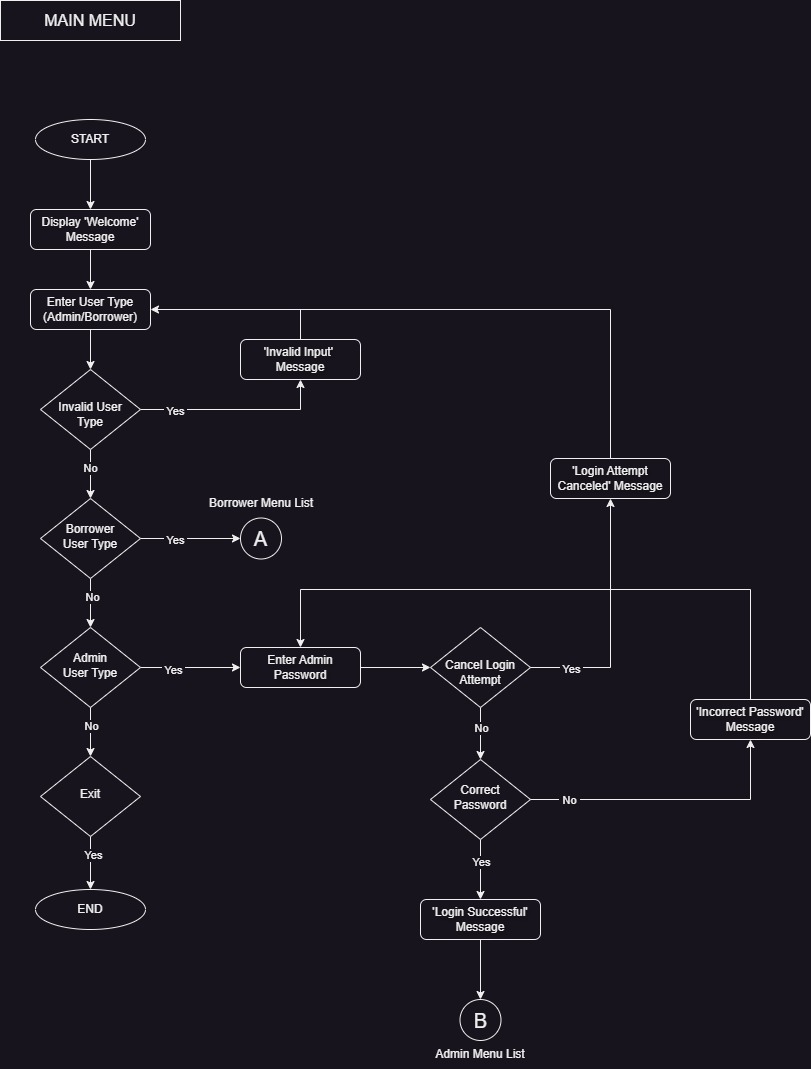 MAIN MENU
START
Display 'Welcome'
Message
Enter User Type
(Admin/Borrower)
'Invalid Input'
Message
Invalid User
Type
Yes
No
'Login Attempt
Canceled' Message
Borrower Menu List
Borrower
User Type
Yes
A
No
Admin
User Type
Yes
Enter Admin
Password
Cancel Login
Attempt
Yes
No
No
'Incorrect Password'
Message
Exit
Correct
Password
No
Yes
Yes
END
'Login Successful'
Message
B
Admin Menu List